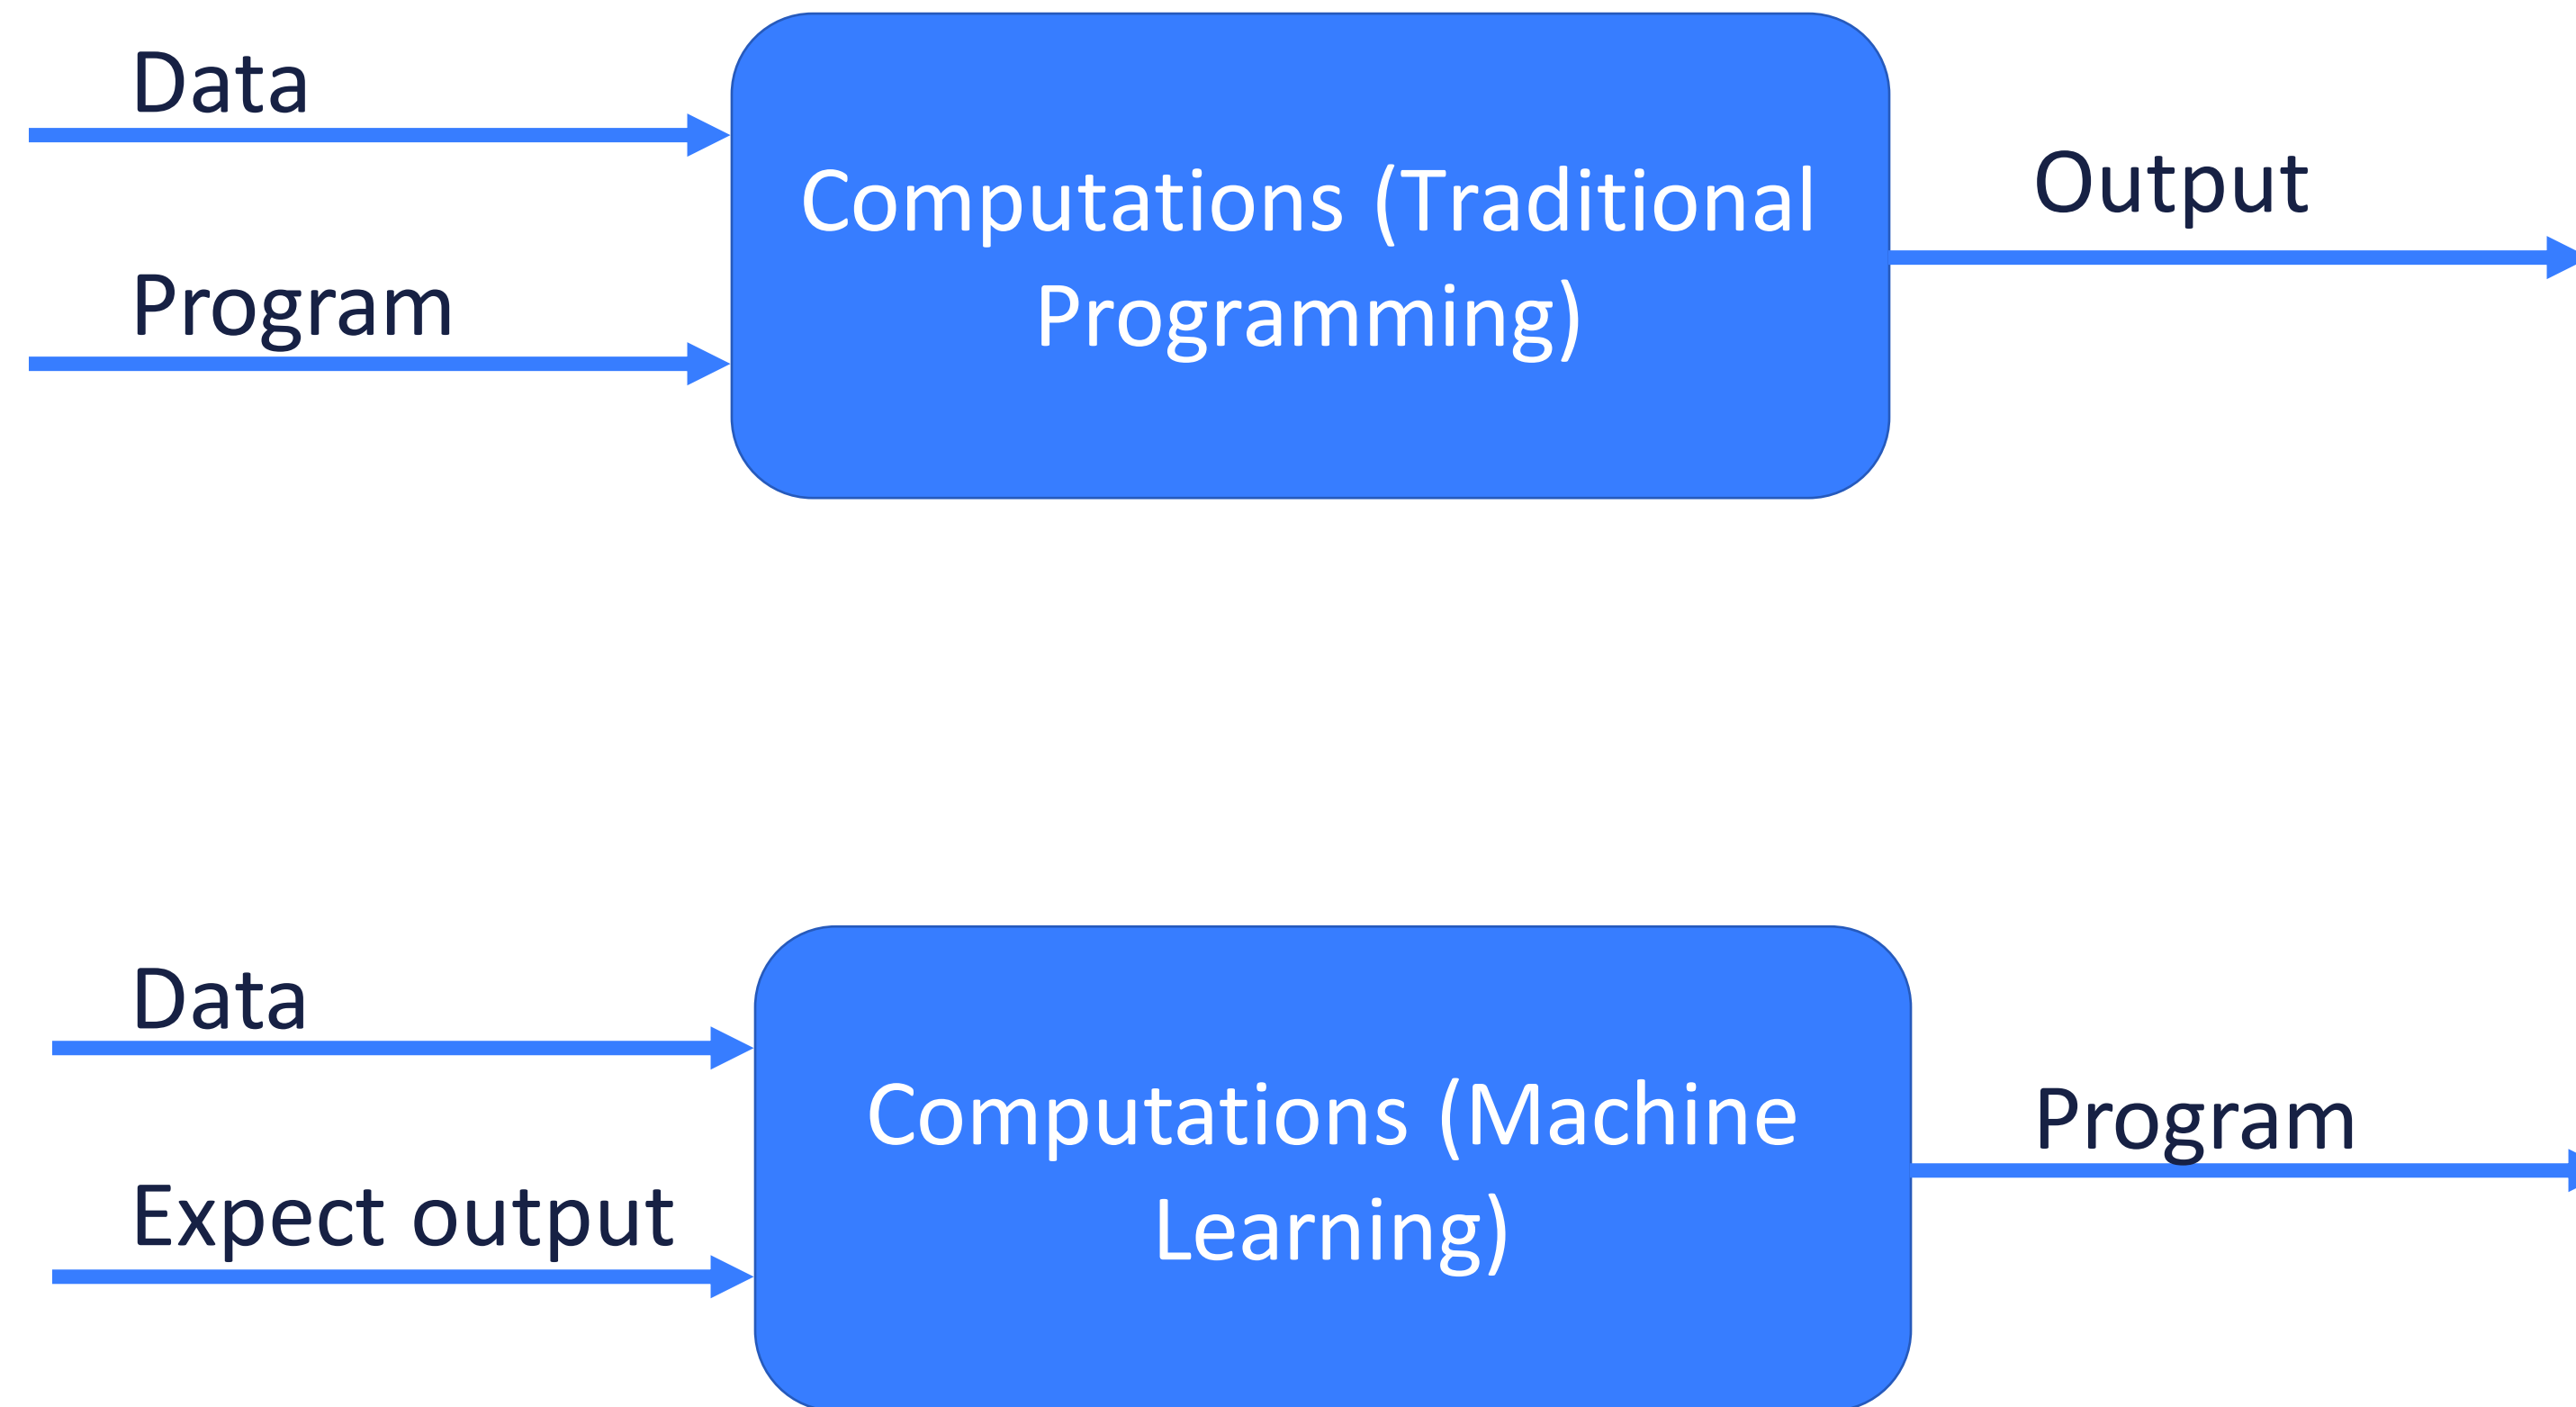 Data
Program
Computations (Traditional
Programming)
Output
Data
Expect output
Computations (Machine
Learning)
Program